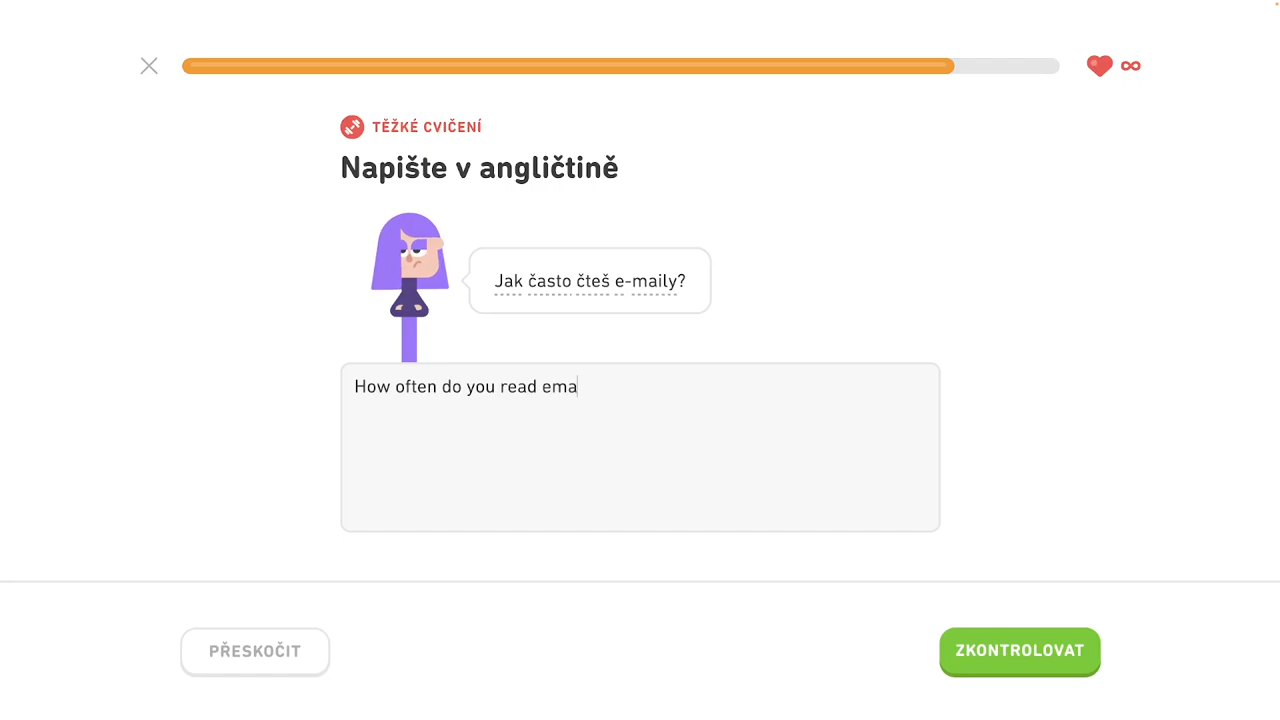 TĚŽKÉ CVIČENÍ
Napište v angličtině
Jak často čteš e-maily?
How often do you read ema
PŘESKOČIT
ZKONTROLOVAT